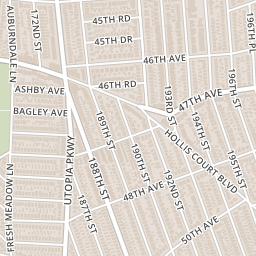 45TH RD
172ND ST
AUBURNDALE LN
45TH DR
46TH AVE
196TH PL
46TH RD
ASHBY AVE
196TH ST
193RD ST
47TH AVE
BAGLEY AVE
189TH ST
194TH ST
HOLLIS COURT BLVD
UTOPIA PKWY
190TH ST
195TH ST
188TH ST
FRESH MEADOW LN
192ND ST
48TH AVE
187TH ST
50TH AVE